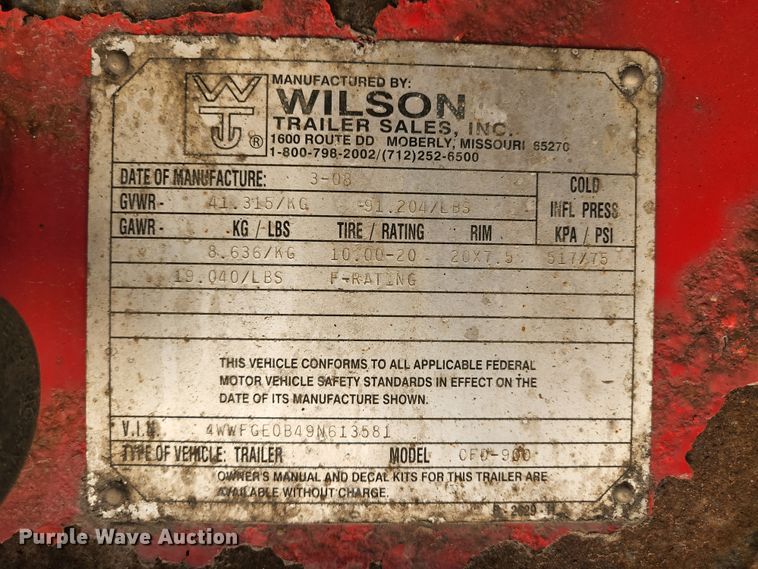 MANUFACTURED BY:
WT ®
WILSON
TRAILER SALES, INC.
1600 ROUTE DD MOBERLY, MISSOURI 65270
1-800-798-2002/(712)252-6500
DATE OF MANUFACTURE: 3-08
COLD
GVWR- 41.315/KG 91.204/LBS
INFL PRESS
GAWR- KG / LBS TIRE / RATING RIM
KPA / PSI
8.636/KG 10.00-20 20X7.5 517/75
19.040/LBS F-RATING
THIS VEHICLE CONFORMS TO ALL APPLICABLE FEDERAL
MOTOR VEHICLE SAFETY STANDARDS IN EFFECT ON THE
DATE OF ITS MANUFACTURE SHOWN.
V.I.N. 4WWFGE0B49N613581
TYPE OF VEHICLE: TRAILER MODEL CFD-900
OWNER'S MANUAL AND DECAL KITS FOR THIS TRAILER ARE
AVAILABLE WITHOUT CHARGE.
Purple Wave Auction